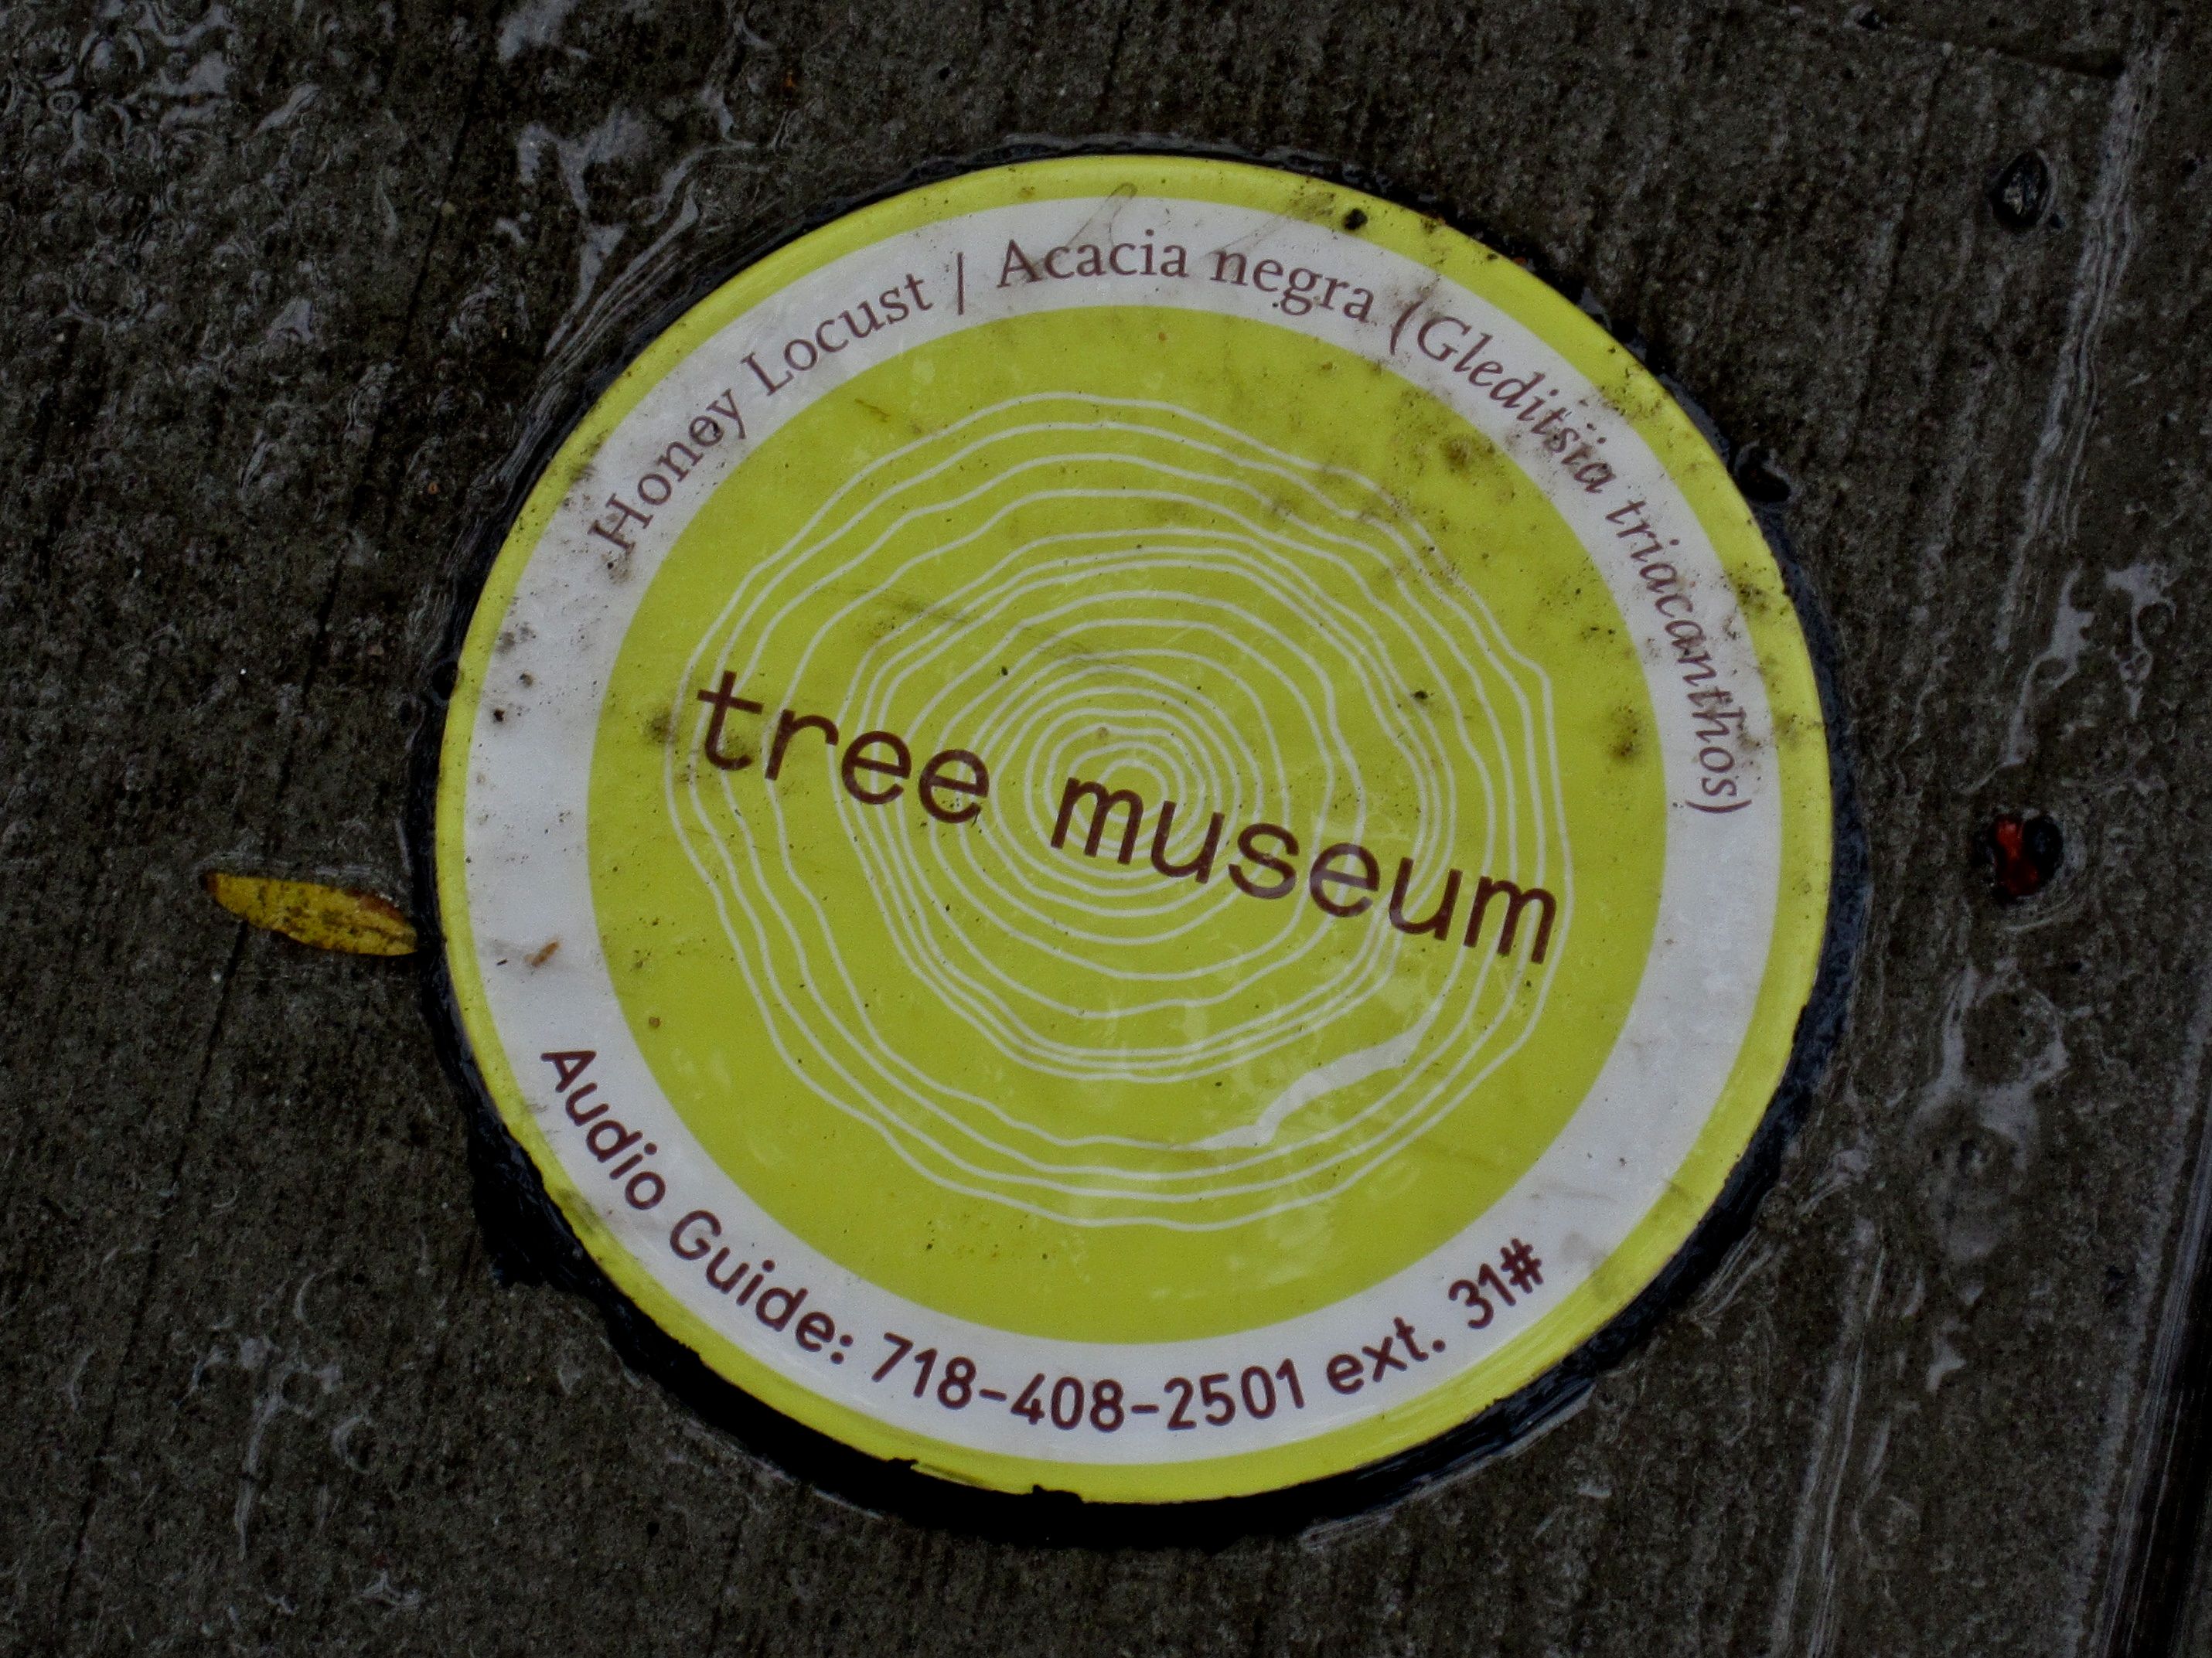 Honey Locust / Acacia negra (Gleditsia triacanthos)
tree museum
Audio Guide: 718-408-2501 ext. 31#